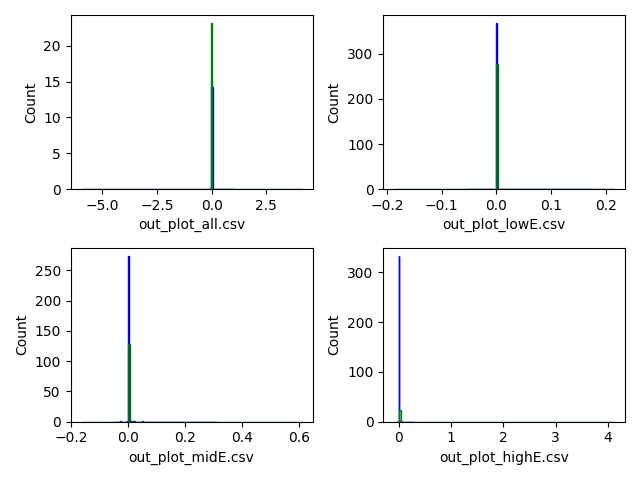 Count
20
15
10
5
0
−5.0 −2.5 0.0 2.5
out_plot_all.csv
Count
300
200
100
0
−0.2 −0.1 0.0 0.1 0.2
out_plot_lowE.csv
Count
250
200
150
100
50
0
−0.2 0.0 0.2 0.4 0.6
out_plot_midE.csv
Count
300
200
100
0
0 1 2 3 4
out_plot_highE.csv